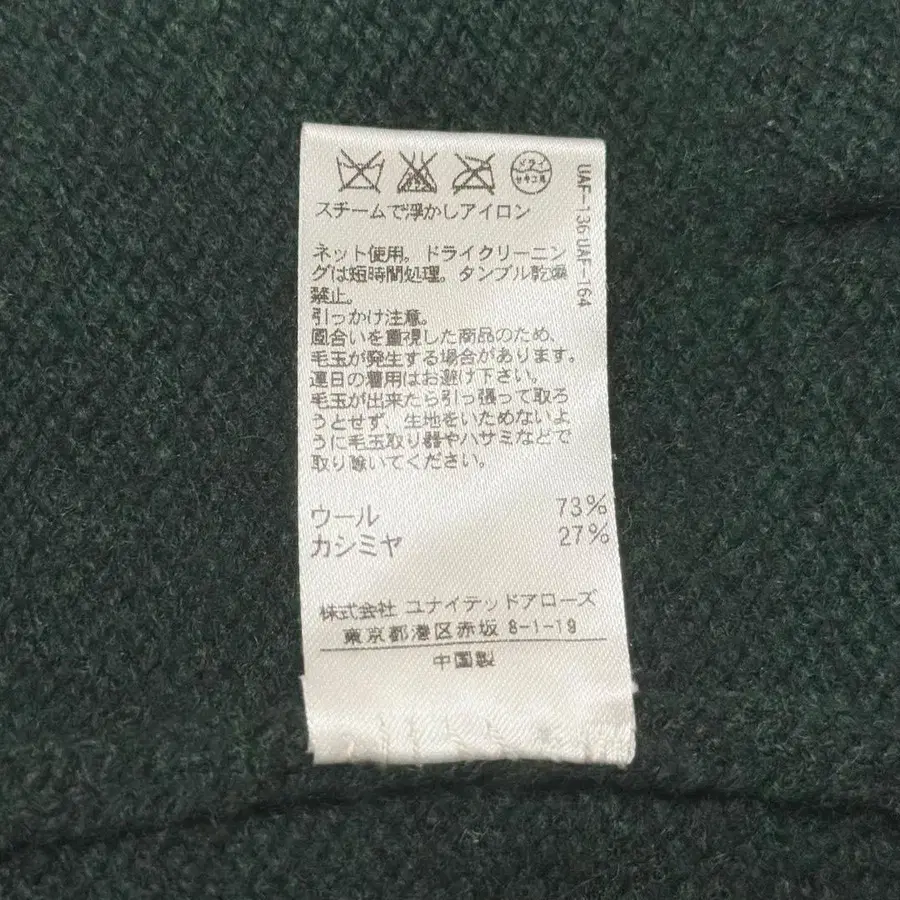 ドライ
セキユ系
スチームで浮かしアイロン
ネット使用。ドライクリーニン
グは短時間処理。タンブル乾燥
禁止。
引っかけ注意。
風合いを重視した商品のため、
毛玉が発生する場合があります。
連日の着用はお避け下さい。
毛玉が出来たら引っ張って取ろ
うとせず、生地をいためないよ
うに毛玉取り器やハサミなどで
取り除いてください。
ウール 73%
カシミヤ 27%
株式会社 ユナイテッドアローズ
東京都港区赤坂 8-1-19
中国製
UAF-136 UAF-164